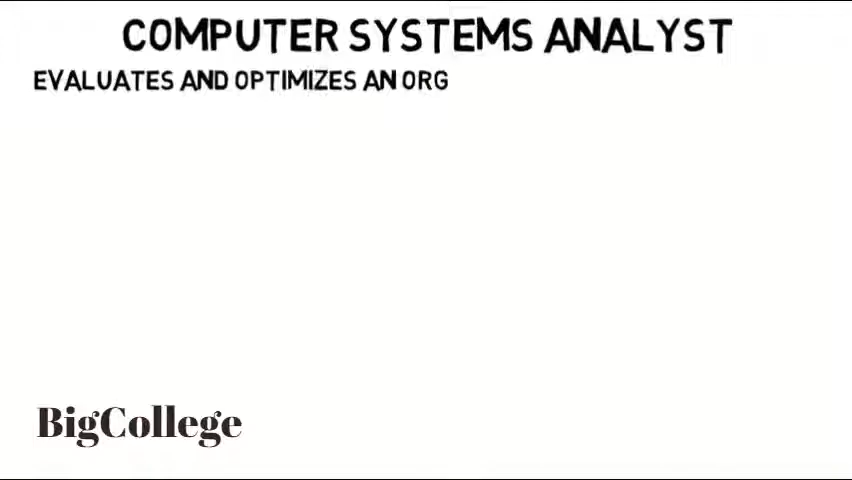 COMPUTER SYSTEMS ANALYST
EVALUATES AND OPTIMIZES AN ORG
BigCollege